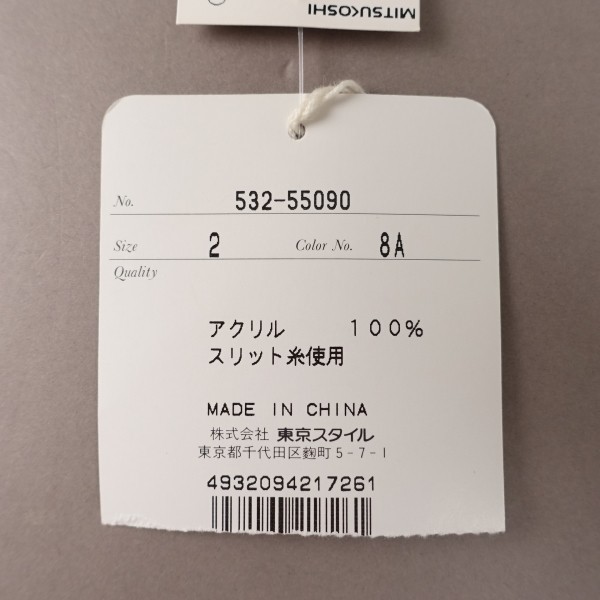 MITSUKOSHI
No. 532-55090
Size 2 Color No. 8A
Quality
アクリル 100%
スリット糸使用
MADE IN CHINA
株式会社 東京スタイル
東京都千代田区麹町5-7-1
4932094217261